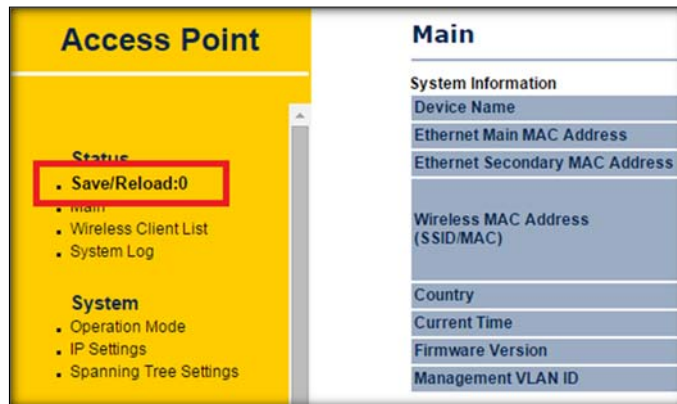 Access Point
Status
Save/Reload:0
Main
Wireless Client List
System Log
System
Operation Mode
IP Settings
Spanning Tree Settings
Main
System Information
Device Name
Ethernet Main MAC Address
Ethernet Secondary MAC Address
Wireless MAC Address
(SSID/MAC)
Country
Current Time
Firmware Version
Management VLAN ID